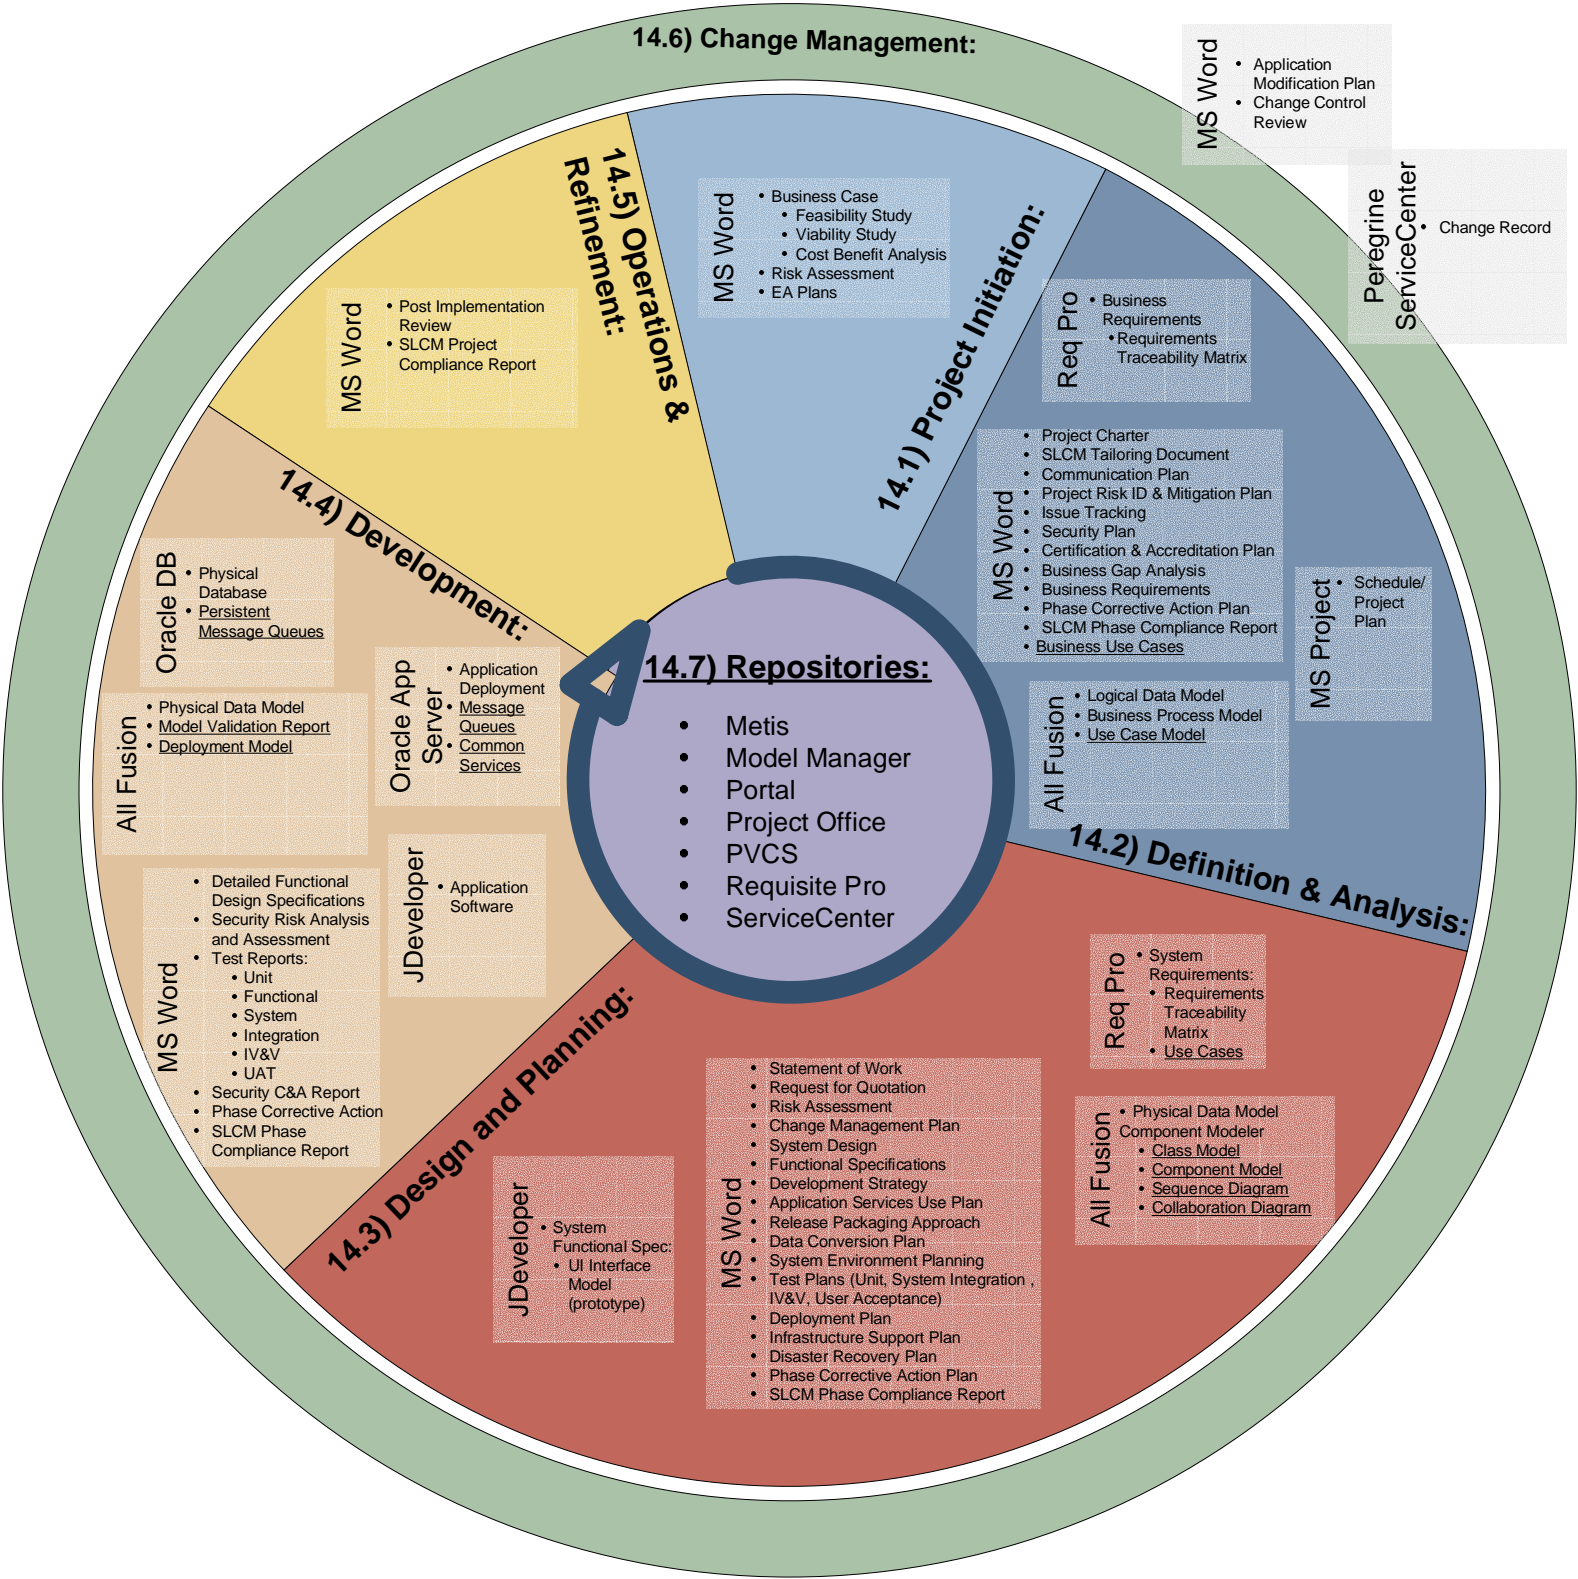 14.6) Change Management:
MS Word
• Application
Modification Plan
• Change Control
Review
Peregrine
ServiceCenter
• Change Record
14.1) Project Initiation:
MS Word
• Business Case
• Feasibility Study
• Viability Study
• Cost Benefit Analysis
• Risk Assessment
• EA Plans
14.2) Definition & Analysis:
Req Pro
• Business
Requirements
• Requirements
Traceability Matrix
MS Word
• Project Charter
• SLCM Tailoring Document
• Communication Plan
• Project Risk ID & Mitigation Plan
• Issue Tracking
• Security Plan
• Certification & Accreditation Plan
• Business Gap Analysis
• Business Requirements
• Phase Corrective Action Plan
• SLCM Phase Compliance Report
• Business Use Cases
MS Project
• Schedule/
Project
Plan
All Fusion
• Logical Data Model
• Business Process Model
• Use Case Model
14.3) Design and Planning:
Req Pro
• System
Requirements:
• Requirements
Traceability
Matrix
• Use Cases
All Fusion
• Physical Data Model
Component Modeler
• Class Model
• Component Model
• Sequence Diagram
• Collaboration Diagram
MS Word
• Statement of Work
• Request for Quotation
• Risk Assessment
• Change Management Plan
• System Design
• Functional Specifications
• Development Strategy
• Application Services Use Plan
• Release Packaging Approach
• Data Conversion Plan
• System Environment Planning
• Test Plans (Unit, System Integration ,
IV&V, User Acceptance)
• Deployment Plan
• Infrastructure Support Plan
• Disaster Recovery Plan
• Phase Corrective Action Plan
• SLCM Phase Compliance Report
JDeveloper
• System
Functional Spec:
• UI Interface
Model
(prototype)
14.4) Development:
Oracle DB
• Physical
Database
• Persistent
Message Queues
Oracle App
Server
• Application
Deployment
• Message
Queues
• Common
Services
All Fusion
• Physical Data Model
• Model Validation Report
• Deployment Model
JDeveloper
• Application
Software
MS Word
• Detailed Functional
Design Specifications
• Security Risk Analysis
and Assessment
• Test Reports:
• Unit
• Functional
• System
• Integration
• IV&V
• UAT
• Security C&A Report
• Phase Corrective Action
• SLCM Phase
Compliance Report
14.5) Operations &
Refinement:
MS Word
• Post Implementation
Review
• SLCM Project
Compliance Report
14.7) Repositories:
• Metis
• Model Manager
• Portal
• Project Office
• PVCS
• Requisite Pro
• ServiceCenter